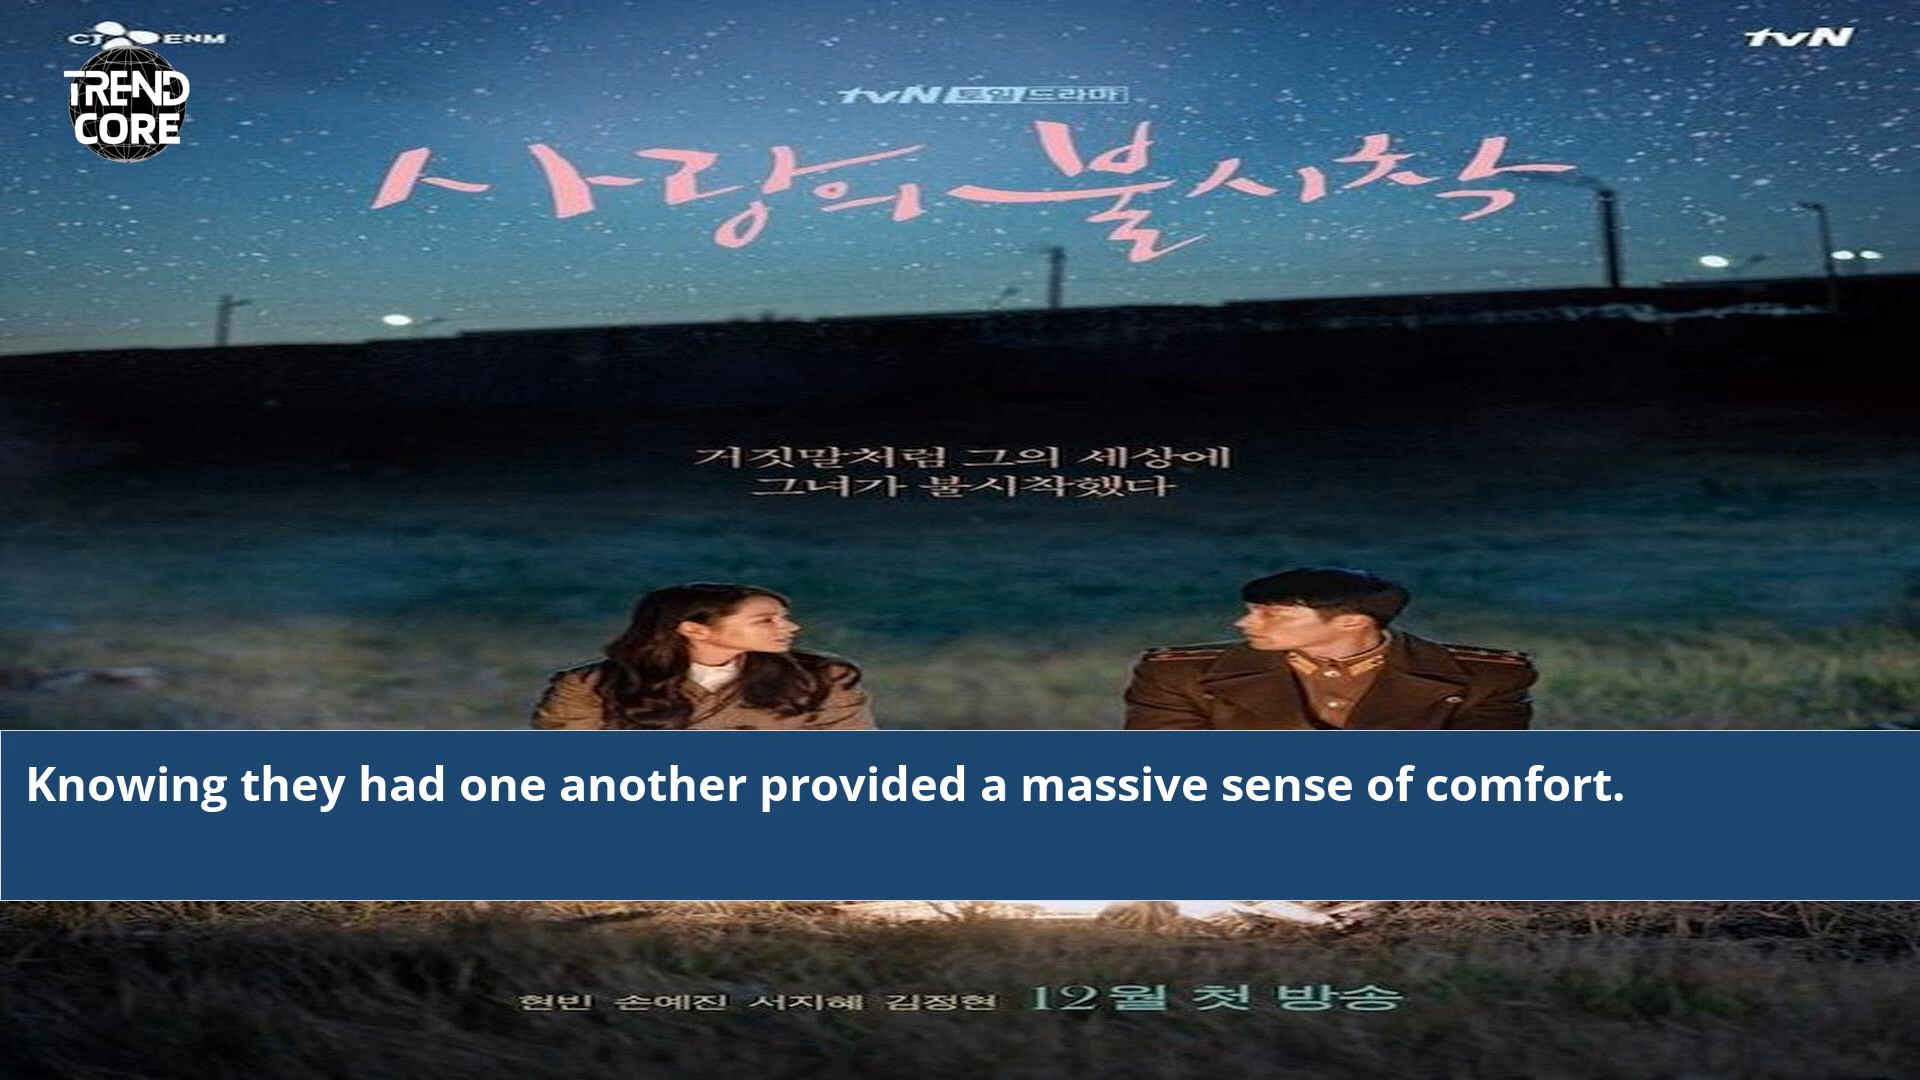 CJ ENM
tvN
TREND
CORE
tvN 토일드라마
사랑의 불시착
거짓말처럼 그의 세상에
그녀가 불시착했다
Knowing they had one another provided a massive sense of comfort.
현빈 손예진 서지혜 김정현 12월 첫 방송